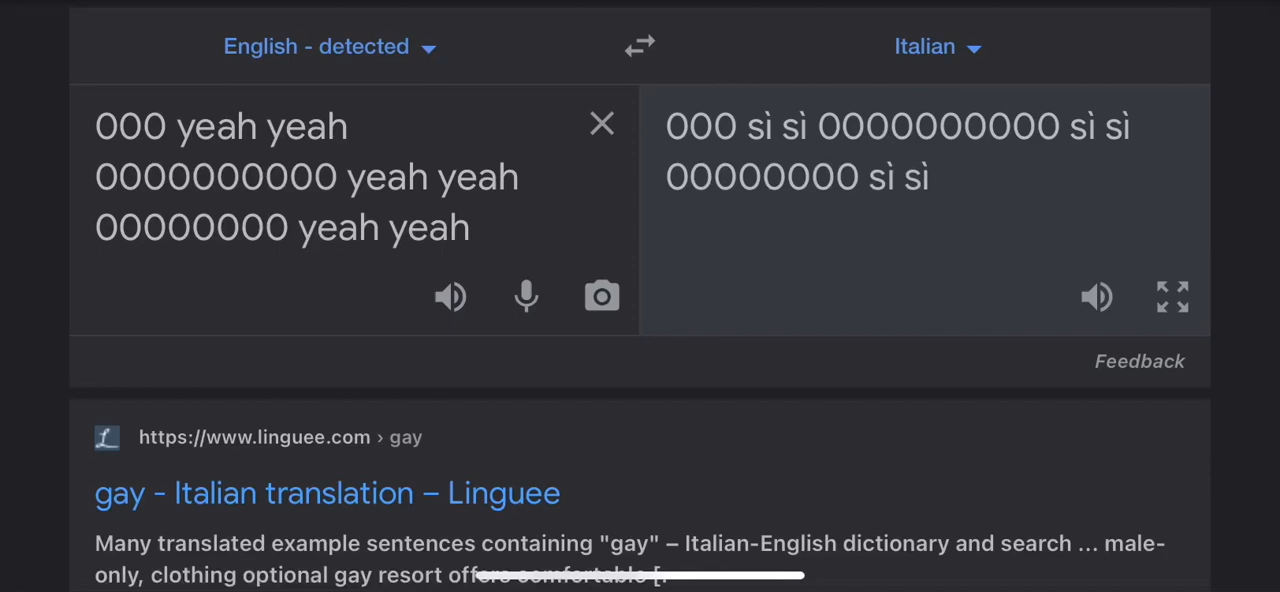 English - detected
Italian
000 yeah yeah
0000000000 yeah yeah
00000000 yeah yeah
000 sì sì 0000000000 sì sì
00000000 sì sì
Feedback
https://www.linguee.com › gay
gay - Italian translation – Linguee
Many translated example sentences containing "gay" – Italian-English dictionary and search ... male-
only, clothing optional gay resort offers comfortable [.